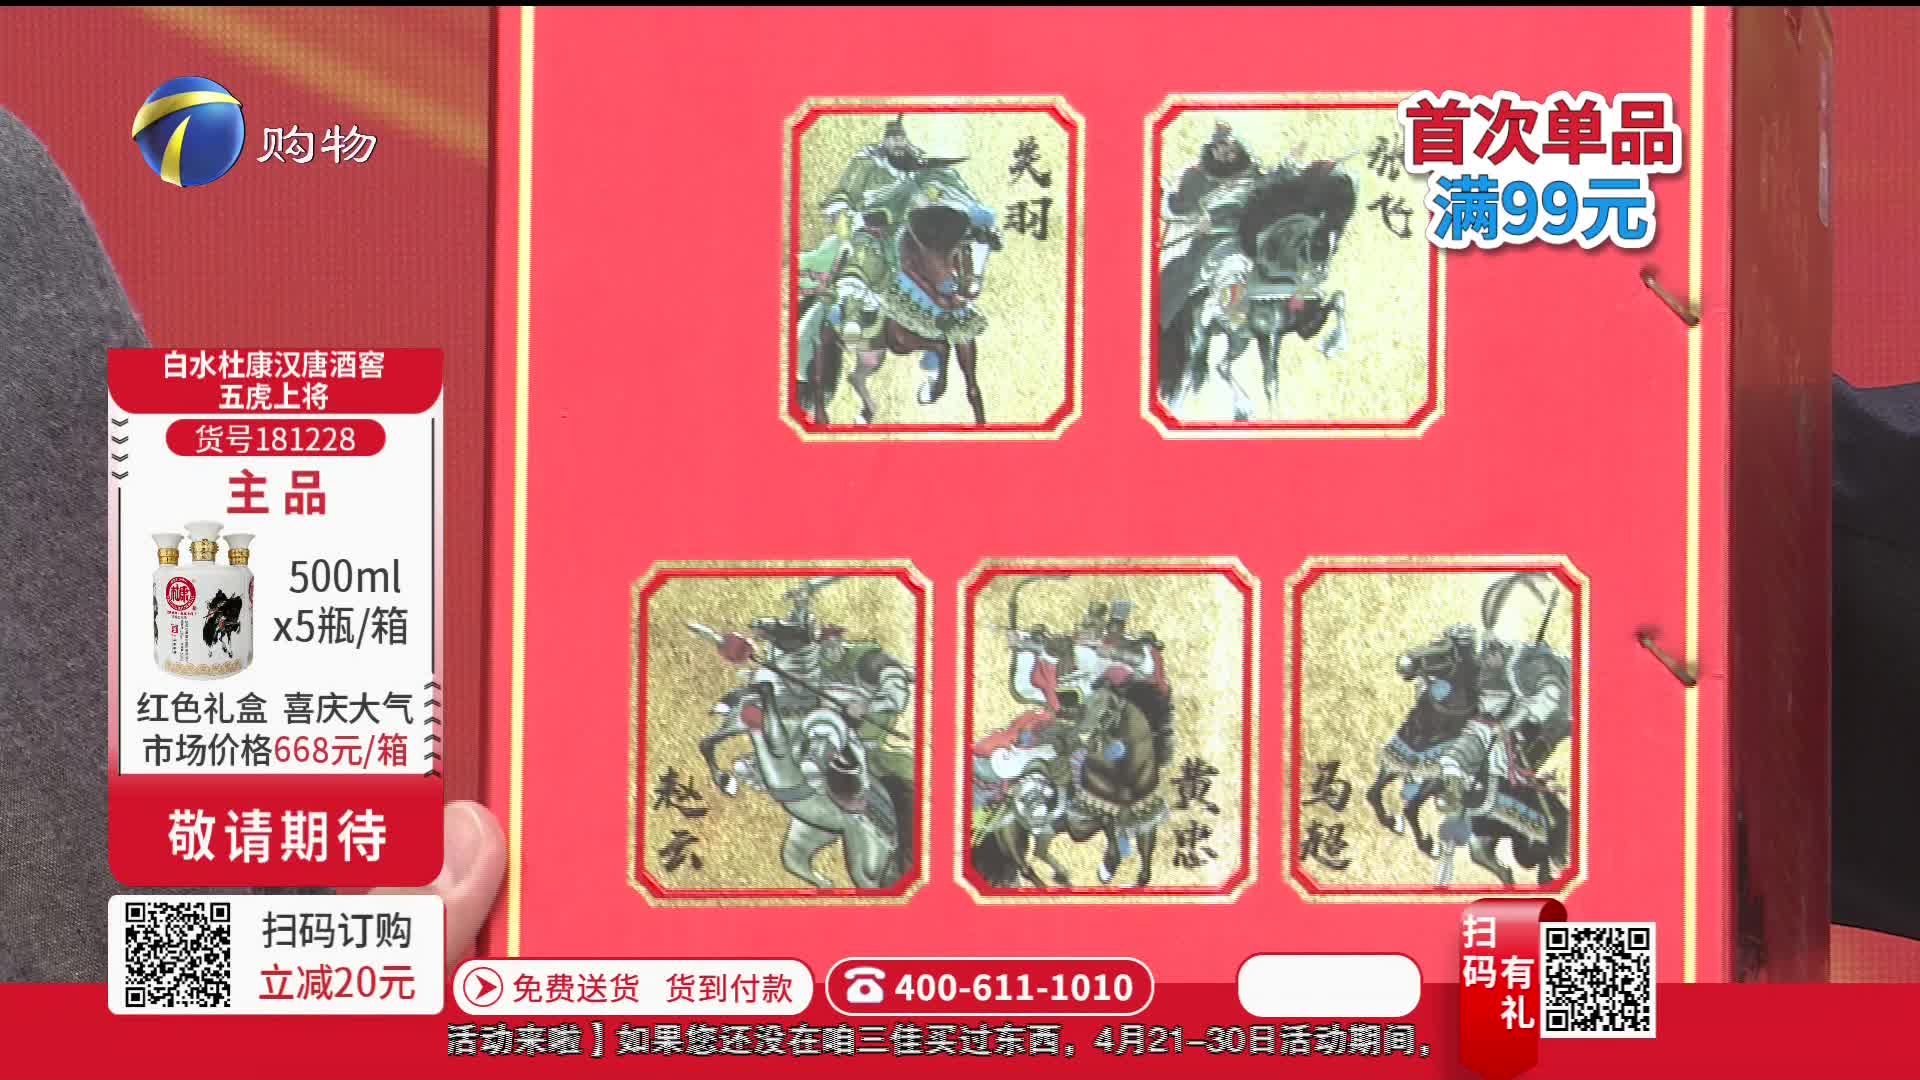 购物
首次单品
满99元
关羽
张飞
白水杜康汉唐酒窖
五虎上将
货号181228
主品
杜康
500ml
x5瓶/箱
红色礼盒 喜庆大气
市场价格668元/箱
敬请期待
赵云
黄忠
马超
扫码订购
立减20元
免费送货 货到付款
400-611-1010
扫码有礼
活动来啦】如果您还没在咱三佳买过东西，4月21-30日活动期间，